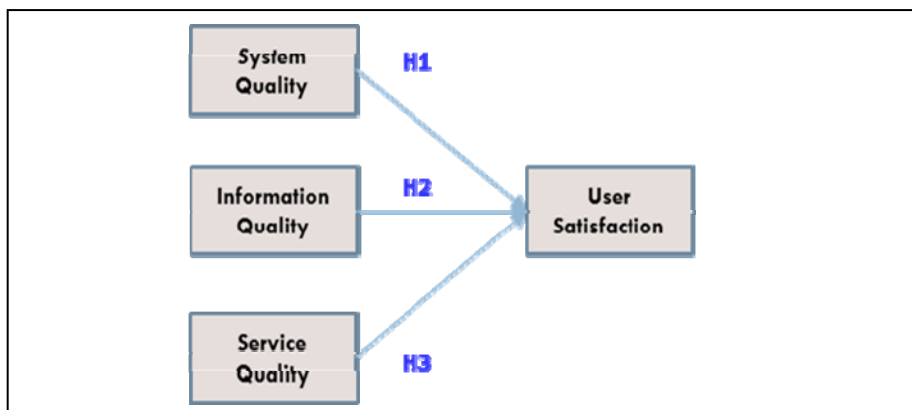 System
Quality
H1
Information
Quality
H2
User
Satisfaction
Service
Quality
H3